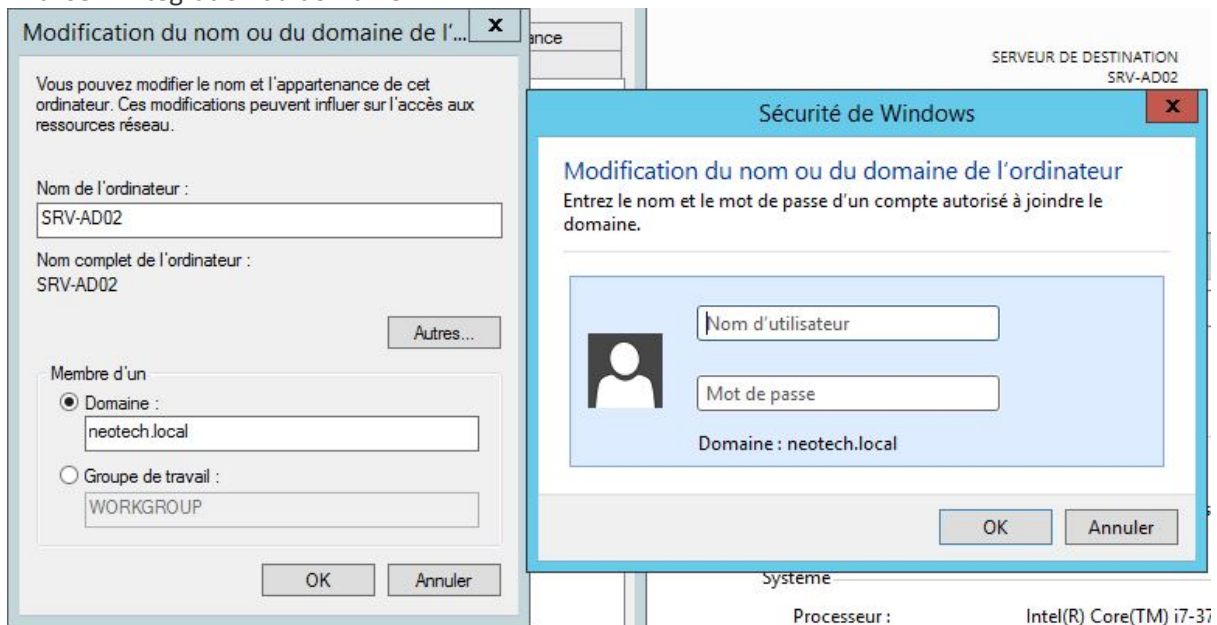 Modification du nom ou du domaine de l'...
x
Vous pouvez modifier le nom et l'appartenance de cet
ordinateur. Ces modifications peuvent influer sur l'accès aux
ressources réseau.
Nom de l'ordinateur :
SRV-AD02
Nom complet de l'ordinateur :
SRV-AD02
Autres...
Membre d'un
Domaine :
neotech.local
Groupe de travail :
WORKGROUP
OK
Annuler
SERVEUR DE DESTINATION
SRV-AD02
Sécurité de Windows
x
Modification du nom ou du domaine de l'ordinateur
Entrez le nom et le mot de passe d'un compte autorisé à joindre le
domaine.
Nom d'utilisateur
Mot de passe
Domaine : neotech.local
OK
Annuler
Système
Processeur :
Intel(R) Core(TM) i7-37